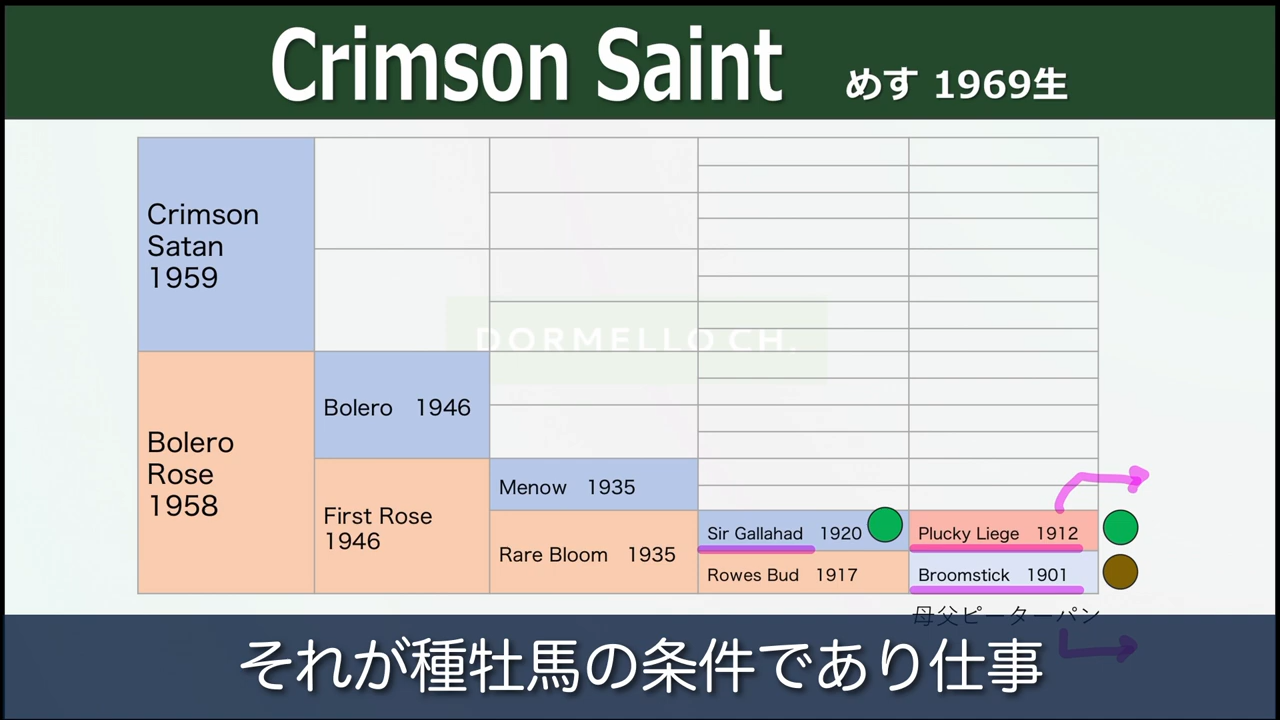 Crimson Saint めす 1969生
Crimson
Satan
1959
DORMELLO CH.
Bolero 1946
Bolero
Rose
1958
Menow 1935
First Rose
1946
Sir Gallahad 1920
Plucky Liege 1912
Rare Bloom 1935
Rowes Bud 1917
Broomstick 1901
母父ピーターパン
それが種牡馬の条件であり仕事